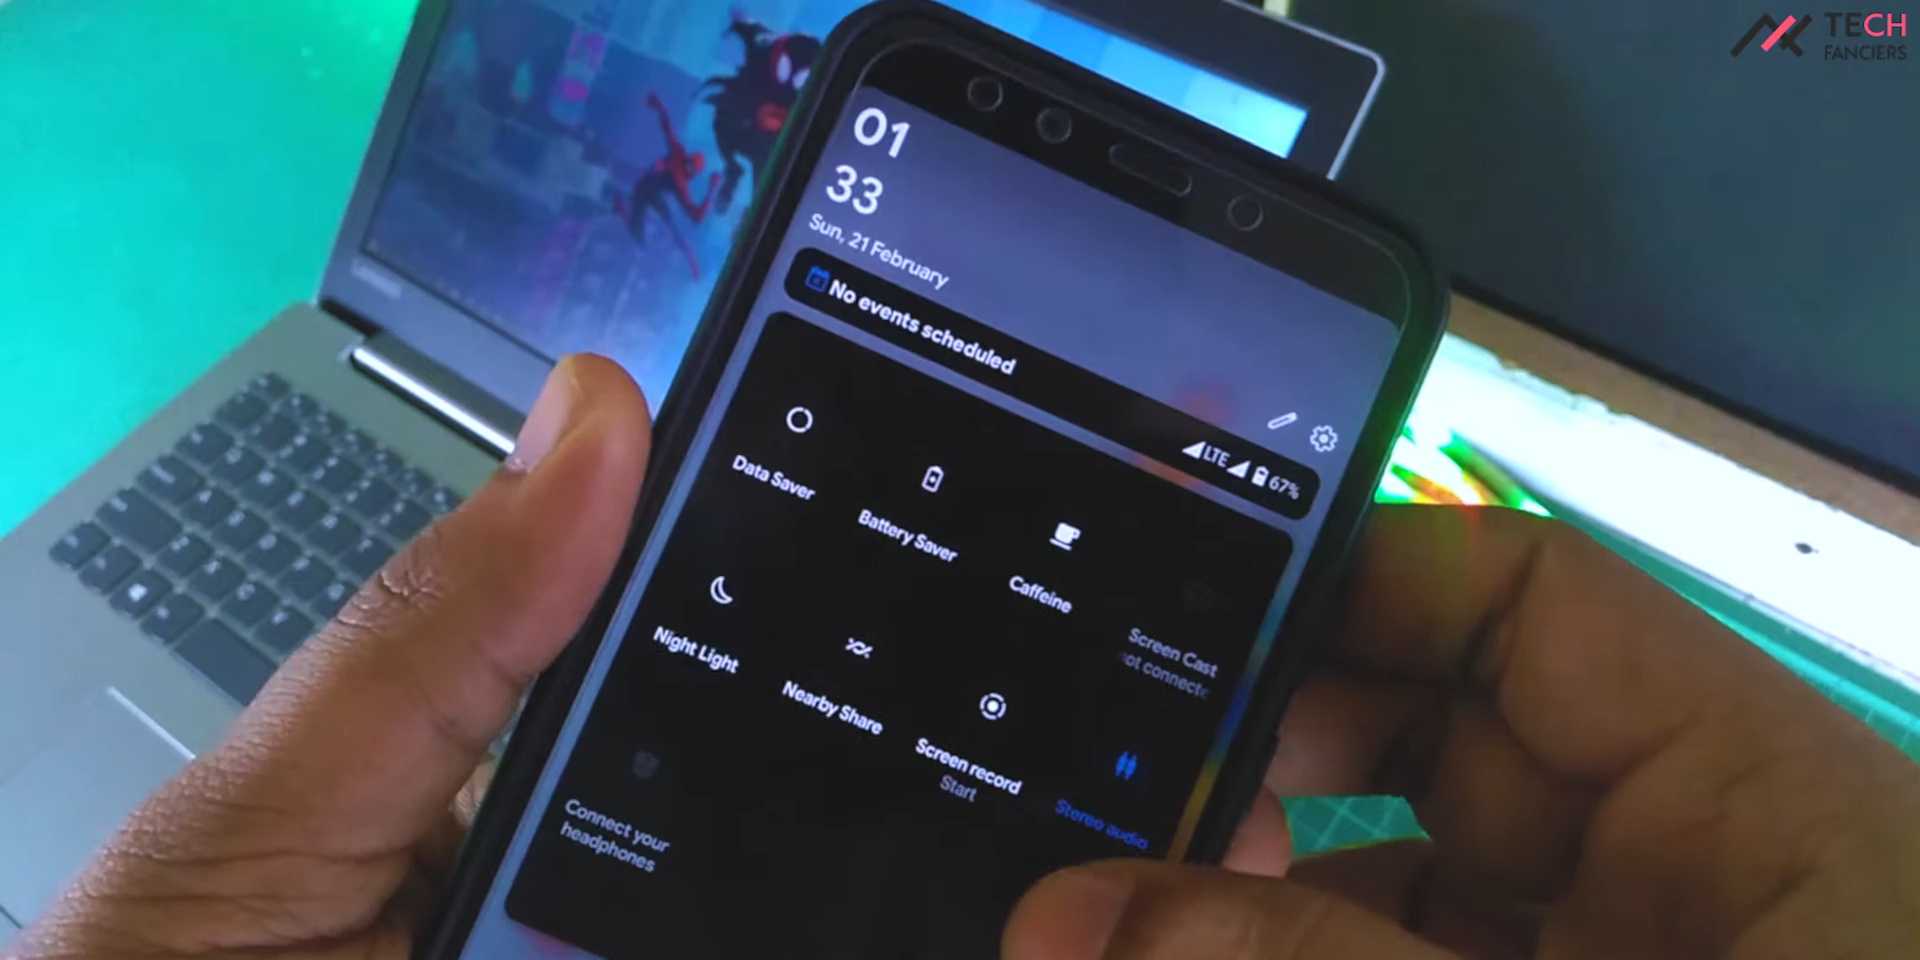 TECH
FANCIERS
01
33
Sun, 21 February
No events scheduled
LTE 67%
Data Saver
Battery Saver
Caffeine
Screen Cast
Night Light
Nearby Share
Screen record
Start
Stereo audio
Connect your
headphones